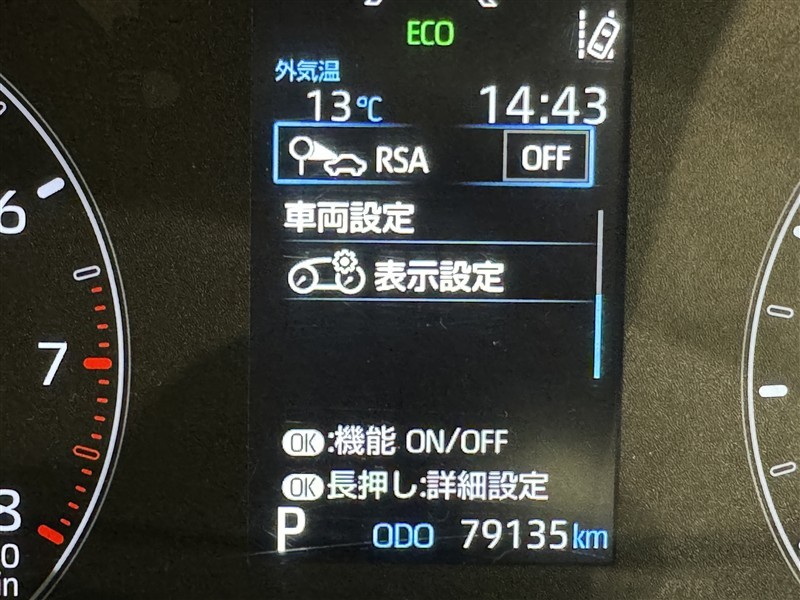 ECO
外気温
13℃ 14:43
RSA OFF
車両設定
表示設定
OK:機能 ON/OFF
OK長押し:詳細設定
P ODO 79135km
6
7
8